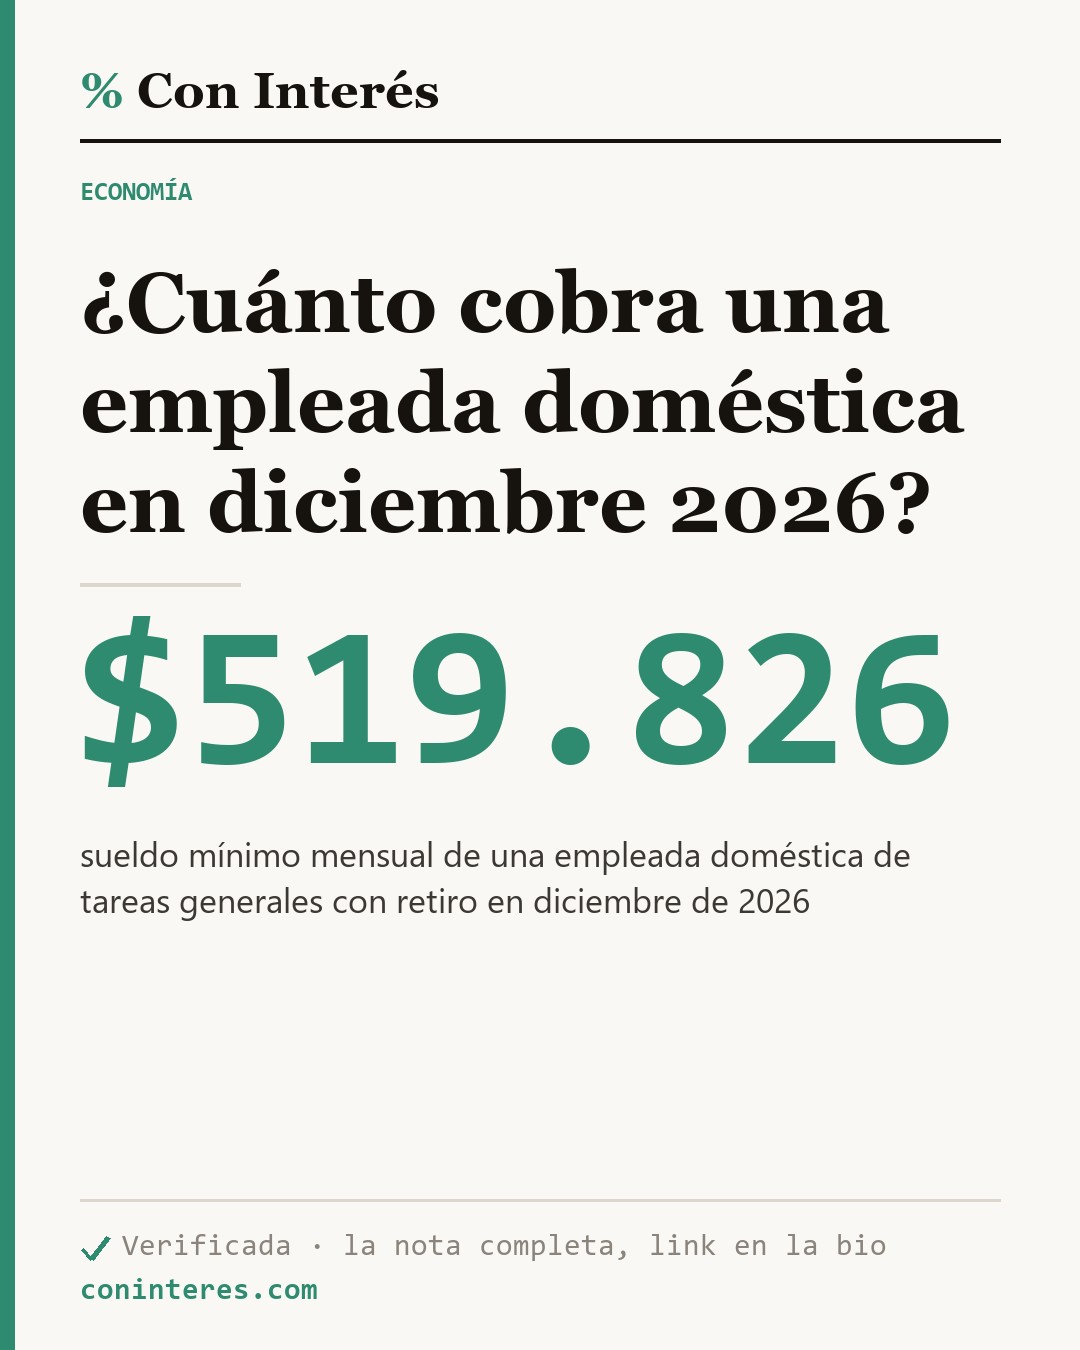 % Con Interés
ECONOMÍA
¿Cuánto cobra una
empleada doméstica
en diciembre 2026?
$519.826
sueldo mínimo mensual de una empleada doméstica de
tareas generales con retiro en diciembre de 2026
✓ Verificada · la nota completa, link en la bio
coninteres.com